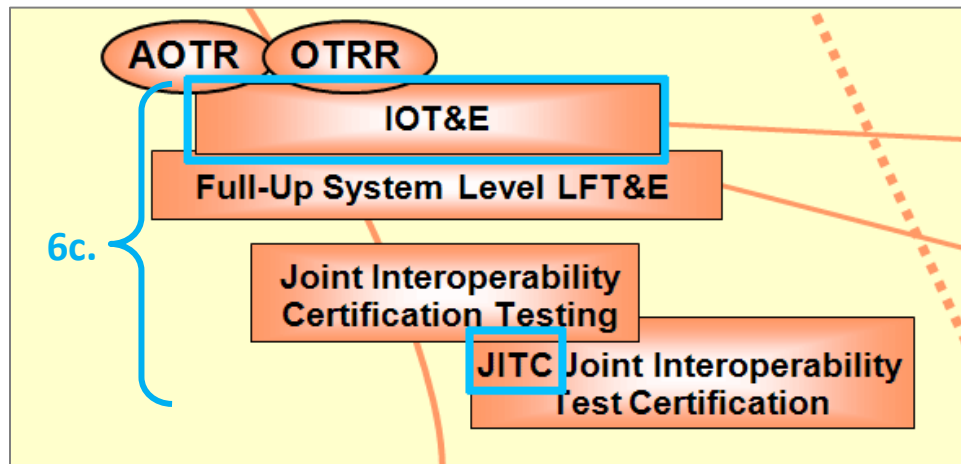 AOTR OTRR
IOT&E
Full-Up System Level LFT&E
6c.
Joint Interoperability
Certification Testing
JITC Joint Interoperability
Test Certification